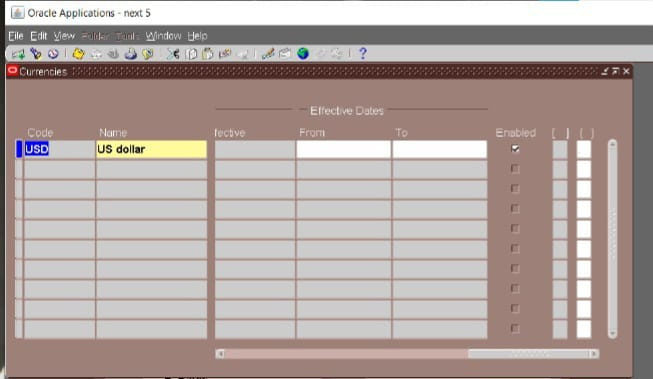 Oracle Applications - next 5
File Edit View Folder Tools Window Help
Currencies
Effective Dates
Code Name fective From To Enabled [ ] [ ]
USD US dollar